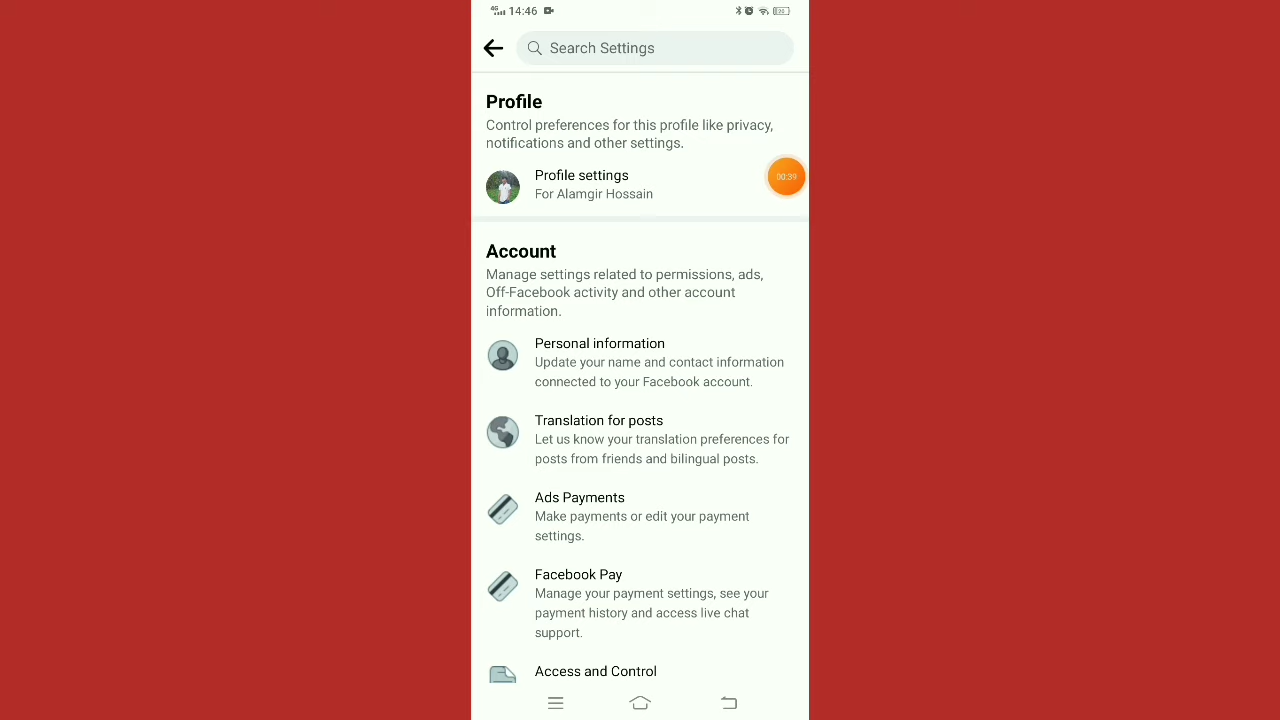 4G 14:46
Search Settings
Profile
Control preferences for this profile like privacy,
notifications and other settings.
Profile settings
For Alamgir Hossain
00:39
Account
Manage settings related to permissions, ads,
Off-Facebook activity and other account
information.
Personal information
Update your name and contact information
connected to your Facebook account.
Translation for posts
Let us know your translation preferences for
posts from friends and bilingual posts.
Ads Payments
Make payments or edit your payment
settings.
Facebook Pay
Manage your payment settings, see your
payment history and access live chat
support.
Access and Control